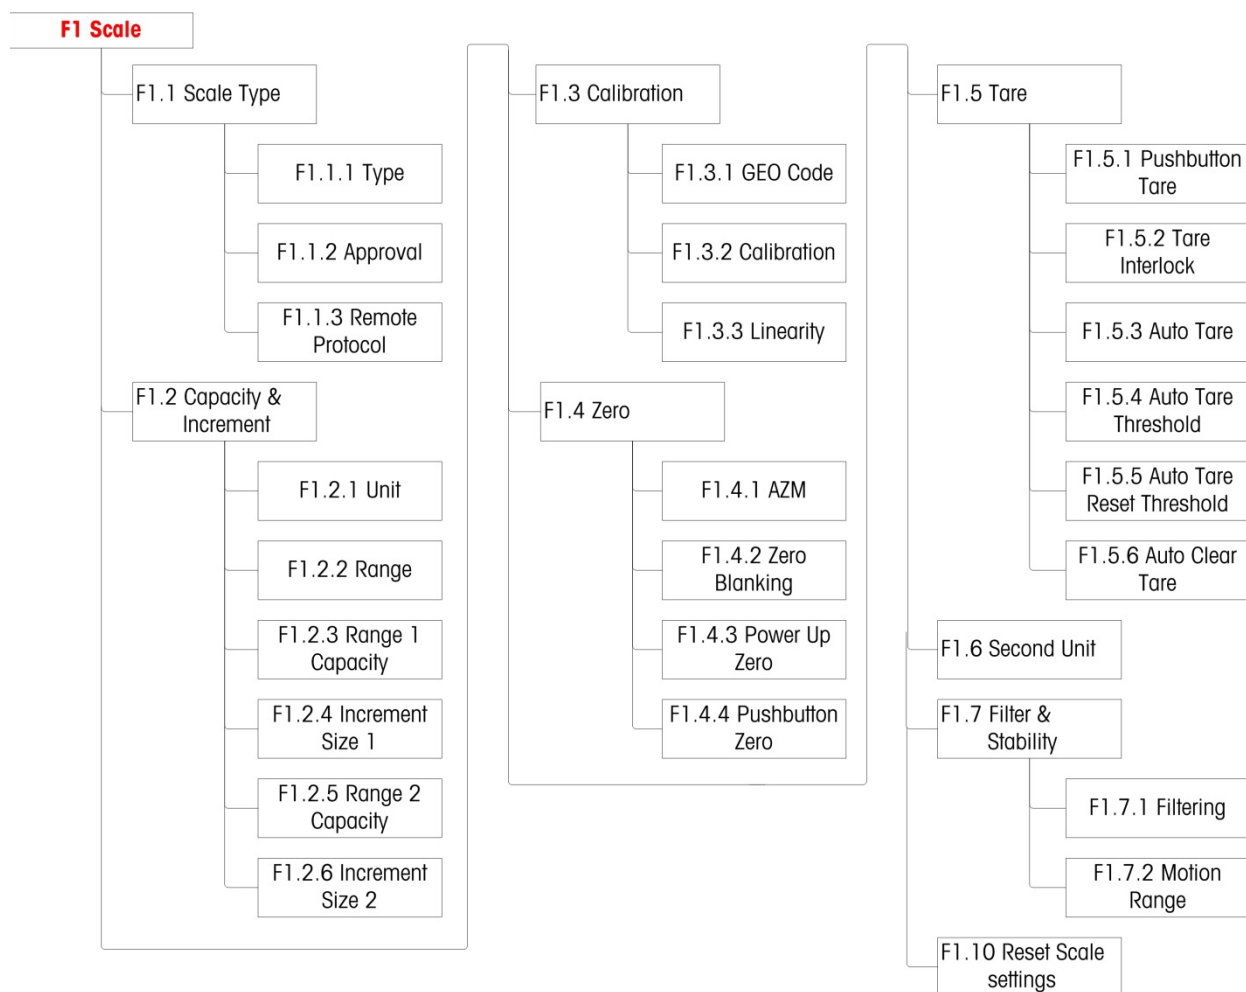 F1 Scale
F1.1 Scale Type
F1.1.1 Type
F1.1.2 Approval
F1.1.3 Remote
Protocol
F1.2 Capacity &
Increment
F1.2.1 Unit
F1.2.2 Range
F1.2.3 Range 1
Capacity
F1.2.4 Increment
Size 1
F1.2.5 Range 2
Capacity
F1.2.6 Increment
Size 2
F1.3 Calibration
F1.3.1 GEO Code
F1.3.2 Calibration
F1.3.3 Linearity
F1.4 Zero
F1.4.1 AZM
F1.4.2 Zero
Blanking
F1.4.3 Power Up
Zero
F1.4.4 Pushbutton
Zero
F1.5 Tare
F1.5.1 Pushbutton
Tare
F1.5.2 Tare
Interlock
F1.5.3 Auto Tare
F1.5.4 Auto Tare
Threshold
F1.5.5 Auto Tare
Reset Threshold
F1.5.6 Auto Clear
Tare
F1.6 Second Unit
F1.7 Filter &
Stability
F1.7.1 Filtering
F1.7.2 Motion
Range
F1.10 Reset Scale
settings